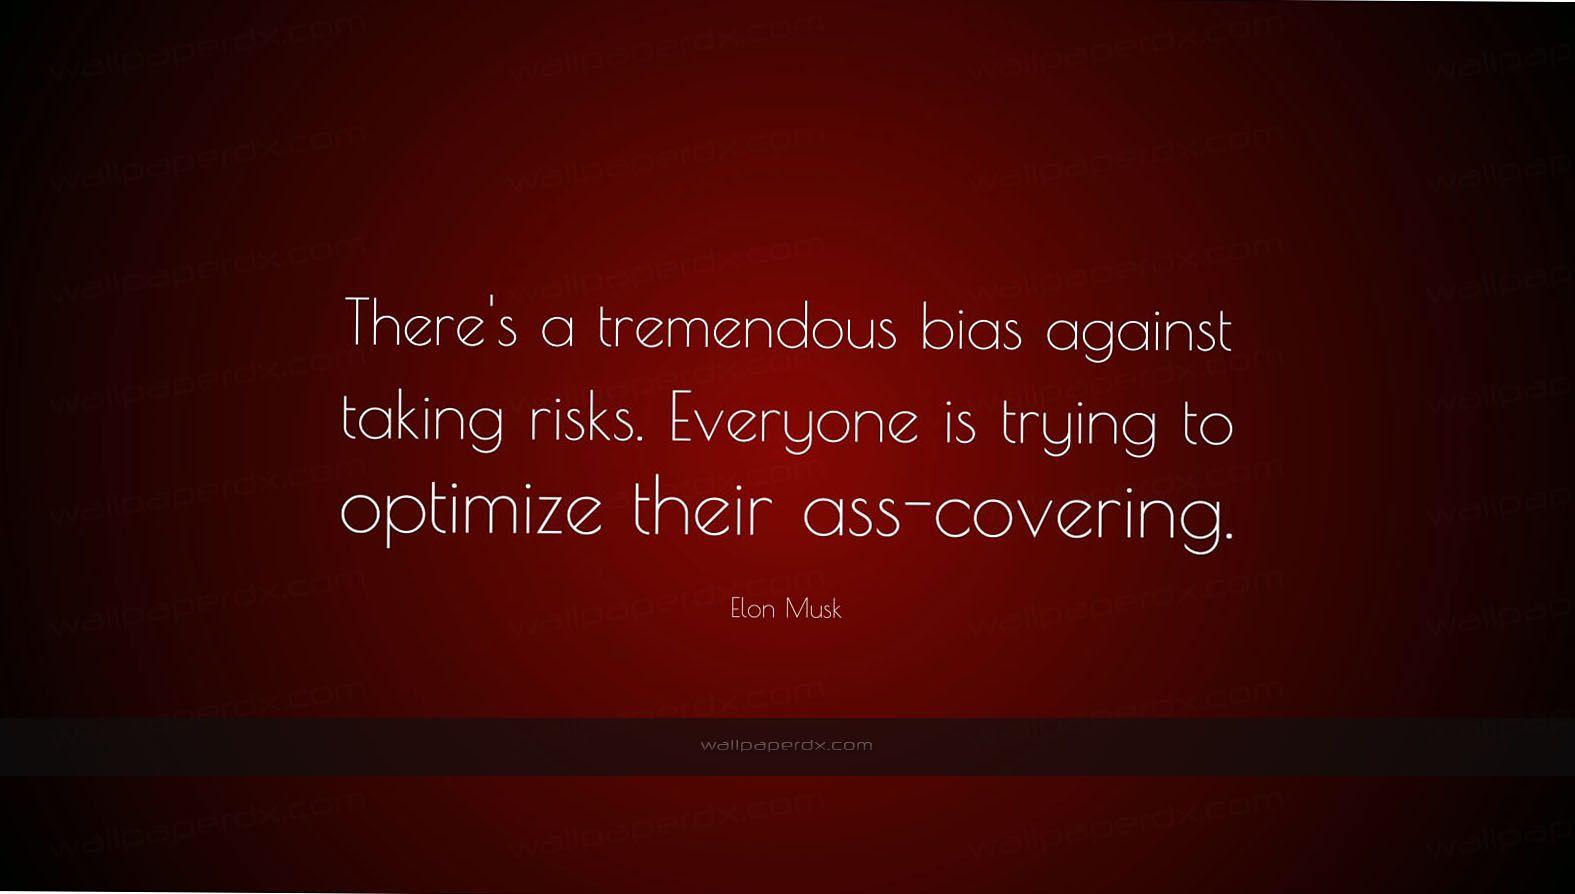 There's a tremendous bias against
taking risks. Everyone is trying to
optimize their ass-covering.
Elon Musk
wallpaperdx.com